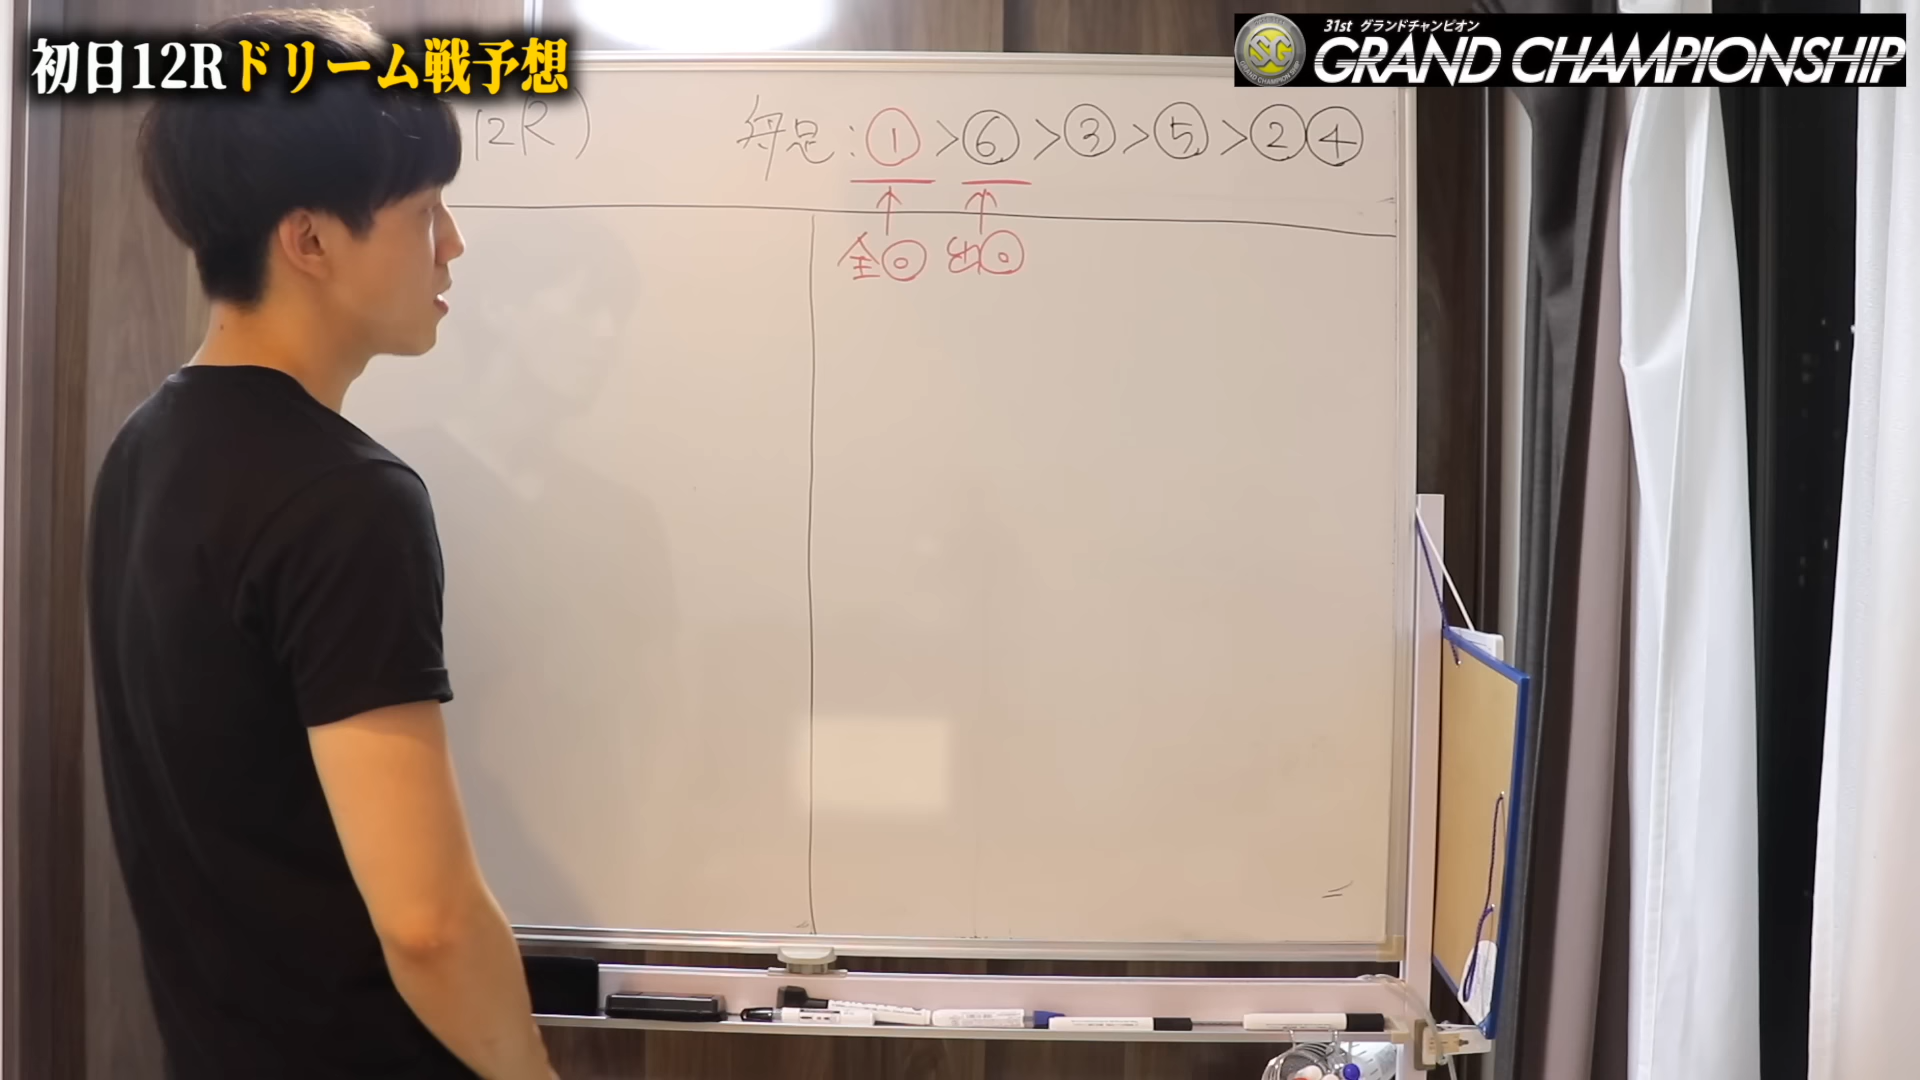 初日12Rドリーム戦予想
31st グランドチャンピオン
SG
GRAND CHAMPIONSHIP
12R)
舟足:①>⑥>③>⑤>②④
全◎ 出◎